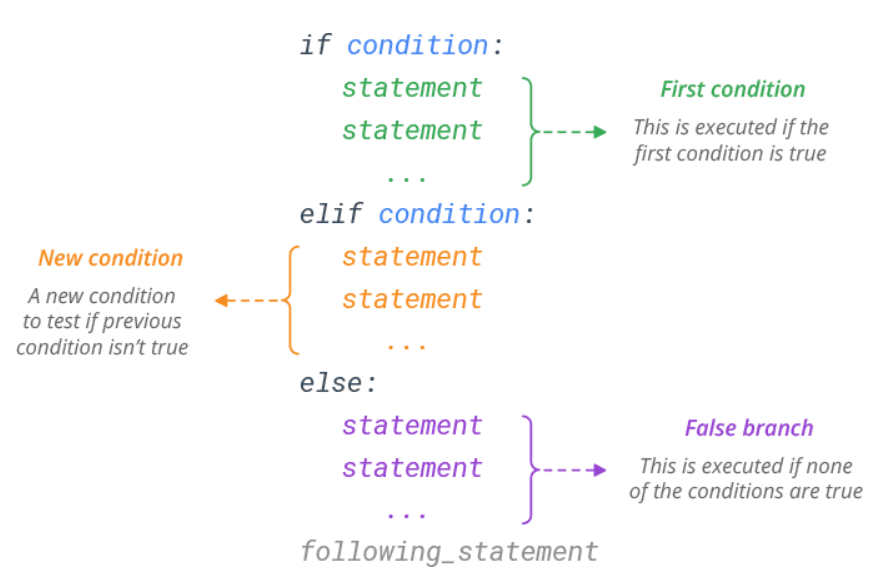 if condition:
statement
statement
...
First condition
This is executed if the
first condition is true
elif condition:
statement
statement
...
New condition
A new condition
to test if previous
condition isn't true
else:
statement
statement
...
False branch
This is executed if none
of the conditions are true
following_statement